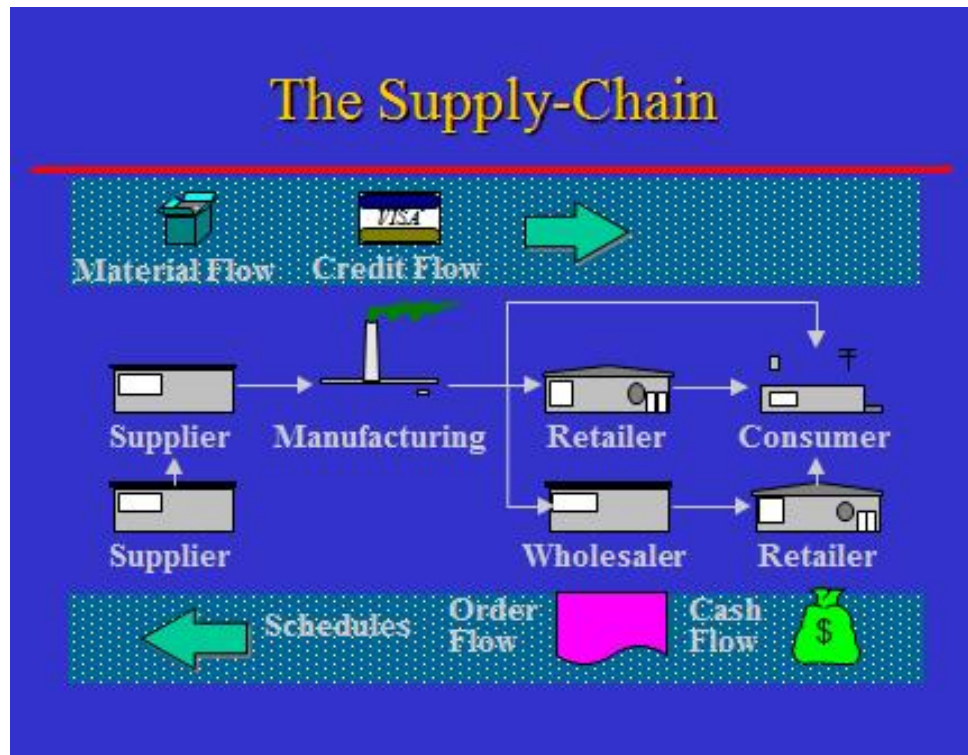 The Supply-Chain
VISA
Material Flow
Credit Flow
Supplier
Manufacturing
Retailer
Consumer
Supplier
Wholesaler
Retailer
Schedules
Order
Flow
Cash
Flow
$